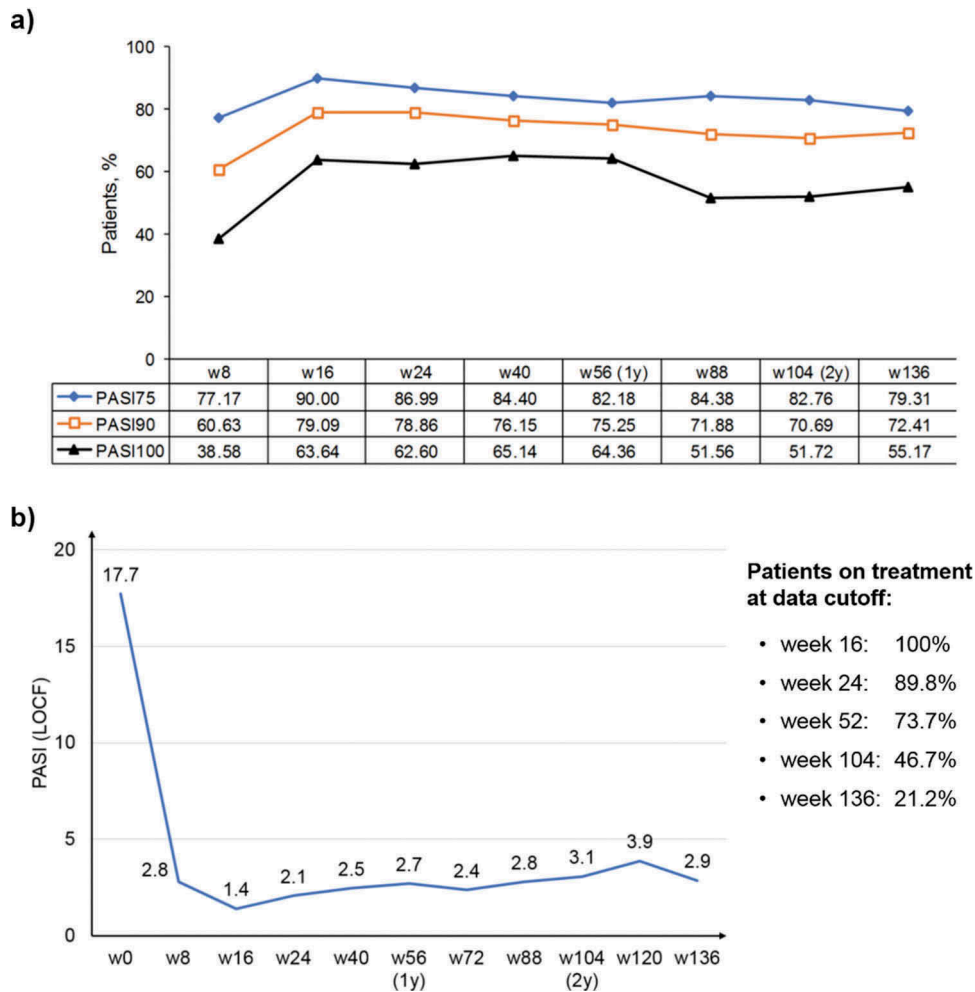 a)
100
80
60
40
20
0
Patients, %
w8 w16 w24 w40 w56 (1y) w88 w104 (2y) w136
PASI75 77.17 90.00 86.99 84.40 82.18 84.38 82.76 79.31
PASI90 60.63 79.09 78.86 76.15 75.25 71.88 70.69 72.41
PASI100 38.58 63.64 62.60 65.14 64.36 51.56 51.72 55.17
b)
20
15
10
5
0
PASI (LOCF)
17.7
2.8 1.4 2.1 2.5 2.7 2.4 2.8 3.1 3.9 2.9
w0 w8 w16 w24 w40 w56 w72 w88 w104 w120 w136
(1y) (2y)
Patients on treatment
at data cutoff:
• week 16: 100%
• week 24: 89.8%
• week 52: 73.7%
• week 104: 46.7%
• week 136: 21.2%